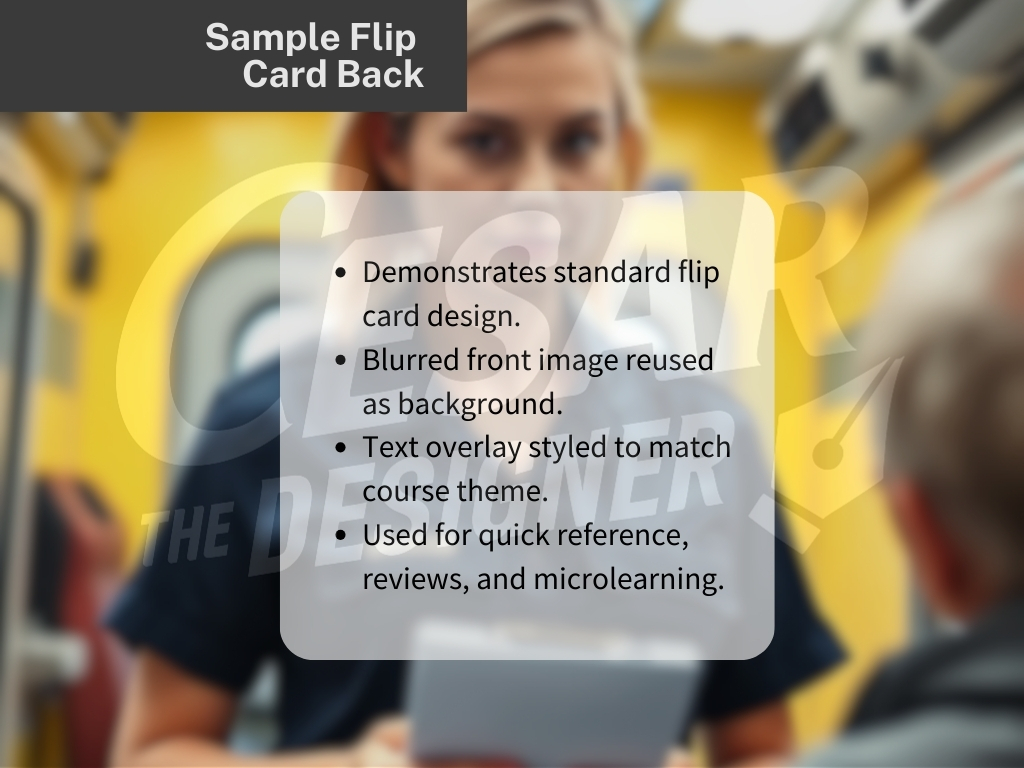 Sample Flip
Card Back
CESAR
THE DESIGNER
• Demonstrates standard flip
card design.
• Blurred front image reused
as background.
• Text overlay styled to match
course theme.
• Used for quick reference,
reviews, and microlearning.